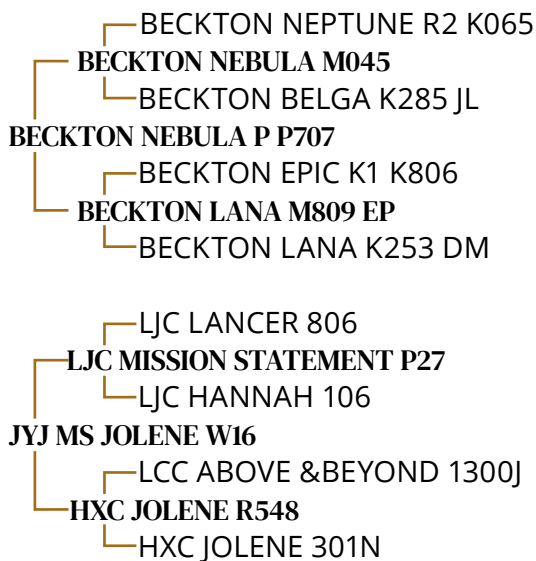 BECKTON NEPTUNE R2 K065
BECKTON NEBULA M045
BECKTON BELGA K285 JL
BECKTON NEBULA P P707
BECKTON EPIC K1 K806
BECKTON LANA M809 EP
BECKTON LANA K253 DM
LJC LANCER 806
LJC MISSION STATEMENT P27
LJC HANNAH 106
JYJ MS JOLENE W16
LCC ABOVE &BEYOND 1300J
HXC JOLENE R548
HXC JOLENE 301N